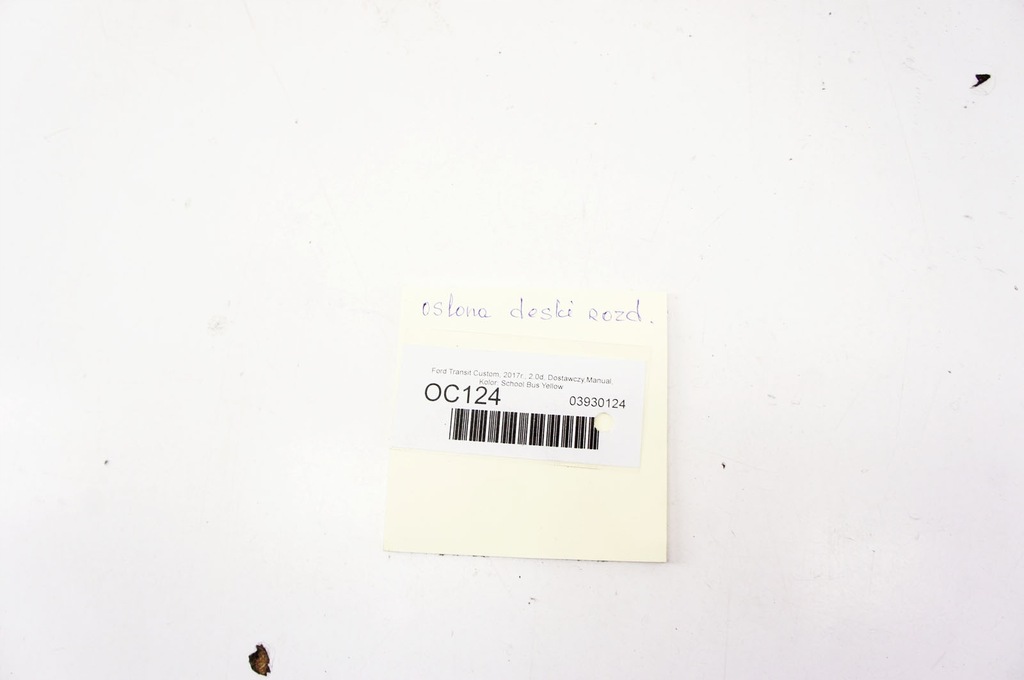 osłona deski rozd.
Ford Transit Custom, 2017r., 2.0d, Dostawczy,Manual,
Kolor: School Bus Yellow
OC124
03930124